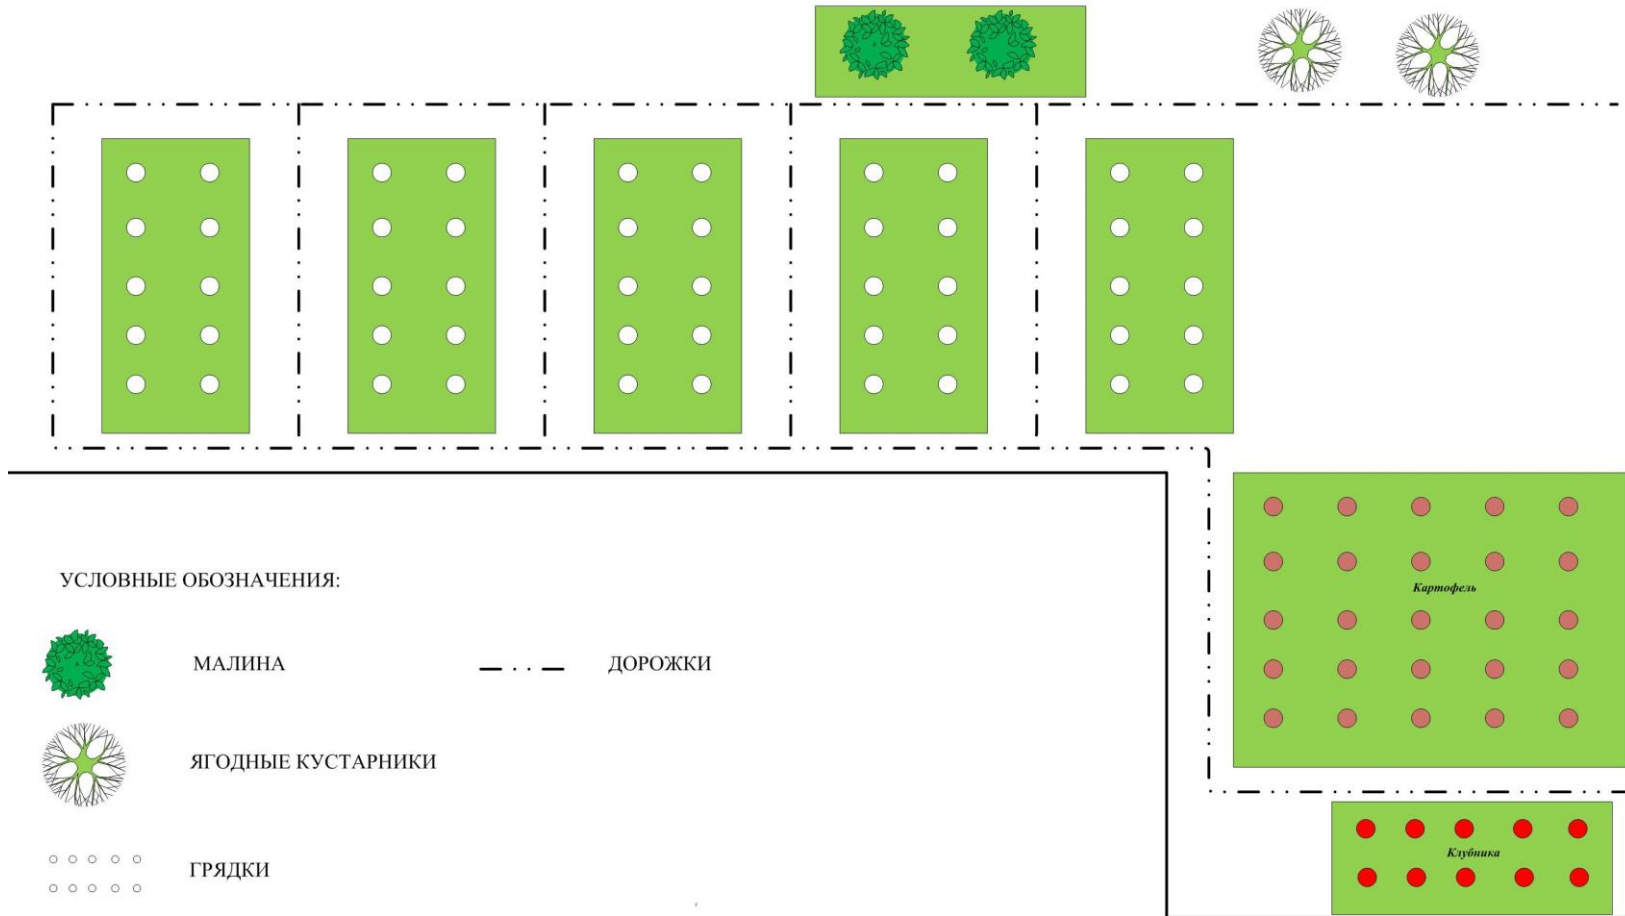 УСЛОВНЫЕ ОБОЗНАЧЕНИЯ:
МАЛИНА
ДОРОЖКИ
ЯГОДНЫЕ КУСТАРНИКИ
ГРЯДКИ
Картофель
Клубника